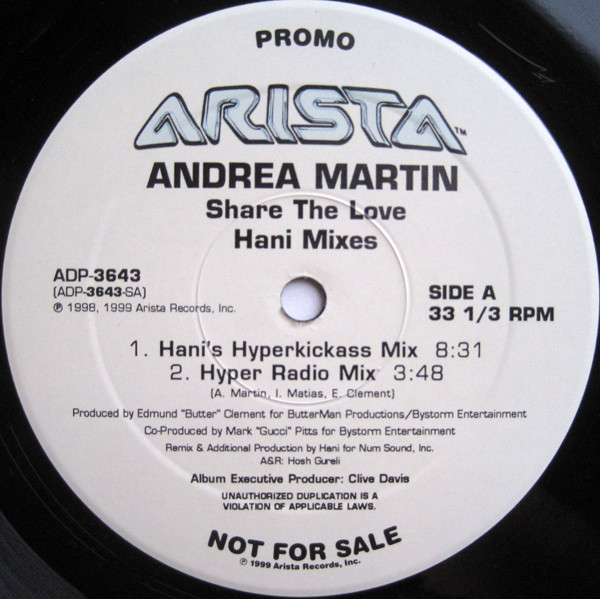 PROMO
ARISTA™
ANDREA MARTIN
Share The Love
Hani Mixes
ADP-3643
(ADP-3643-SA)
℗ 1998, 1999 Arista Records, Inc.
SIDE A
33 1/3 RPM
1. Hani's Hyperkickass Mix 8:31
2. Hyper Radio Mix 3:48
(A. Martin, I. Matias, E. Clement)
Produced by Edmund "Butter" Clement for ButterMan Productions/Bystorm Entertainment
Co-Produced by Mark "Gucci" Pitts for Bystorm Entertainment
Remix & Additional Production by Hani for Num Sound, Inc.
A&R: Hosh Gureli
Album Executive Producer: Clive Davis
UNAUTHORIZED DUPLICATION IS A
VIOLATION OF APPLICABLE LAWS.
NOT FOR SALE
℗ 1999 Arista Records, Inc.